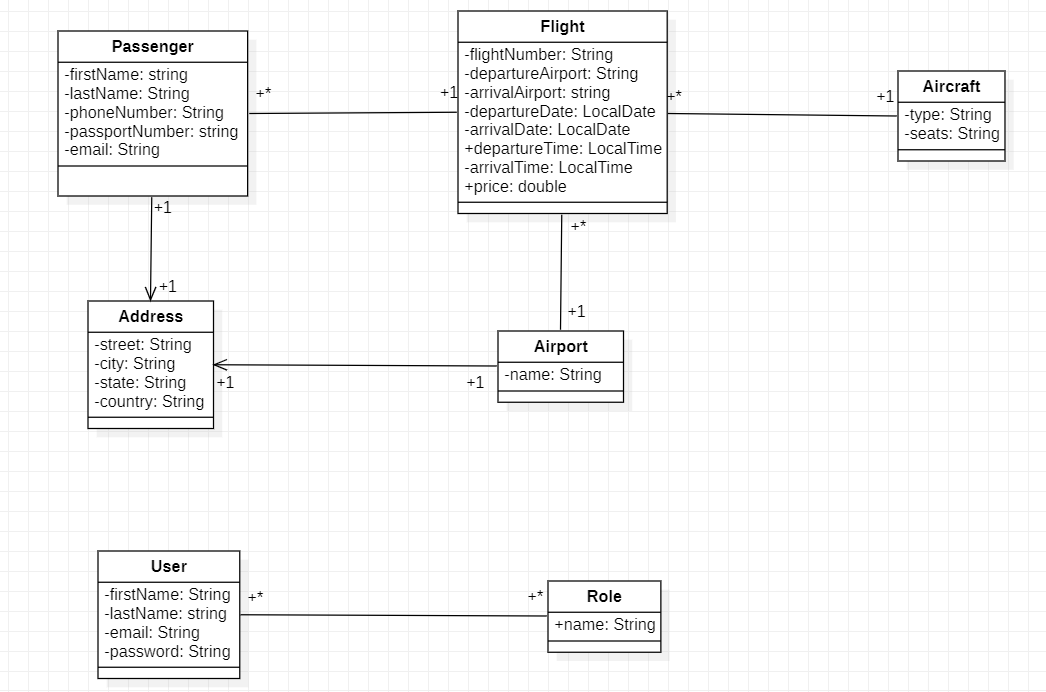 Passenger
-firstName: string
-lastName: String
-phoneNumber: String
-passportNumber: string
-email: String
+*
+1
Flight
-flightNumber: String
-departureAirport: String
-arrivalAirport: string
-departureDate: LocalDate
-arrivalDate: LocalDate
+departureTime: LocalTime
-arrivalTime: LocalTime
+price: double
+*
+1
Aircraft
-type: String
-seats: String
+1
+1
Address
-street: String
-city: String
-state: String
-country: String
+*
+1
Airport
-name: String
+1
+1
User
-firstName: String
-lastName: string
-email: String
-password: String
+*
+*
Role
+name: String